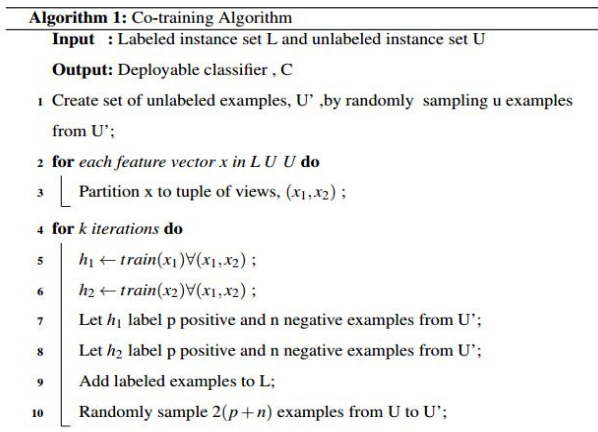 Algorithm 1: Co-training Algorithm
Input : Labeled instance set L and unlabeled instance set U
Output: Deployable classifier , C
1 Create set of unlabeled examples, U’ ,by randomly sampling u examples
from U’;
2 for each feature vector x in L U U do
3 Partition x to tuple of views, (x₁,x₂) ;
4 for k iterations do
5 h₁ ← train(x₁)∀(x₁,x₂) ;
6 h₂ ← train(x₂)∀(x₁,x₂) ;
7 Let h₁ label p positive and n negative examples from U’;
8 Let h₂ label p positive and n negative examples from U’;
9 Add labeled examples to L;
10 Randomly sample 2(p+n) examples from U to U’;